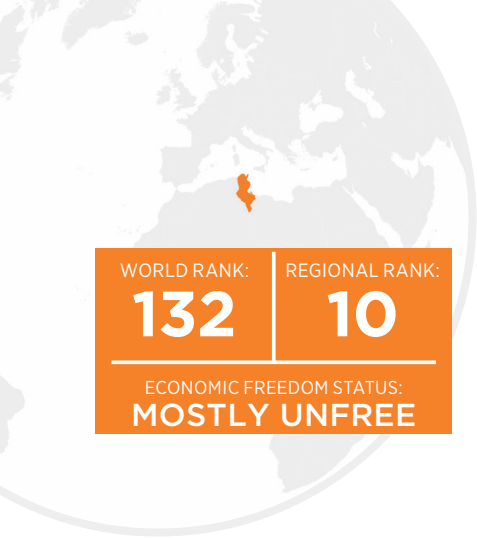 WORLD RANK:
132
REGIONAL RANK:
10
ECONOMIC FREEDOM STATUS:
MOSTLY UNFREE